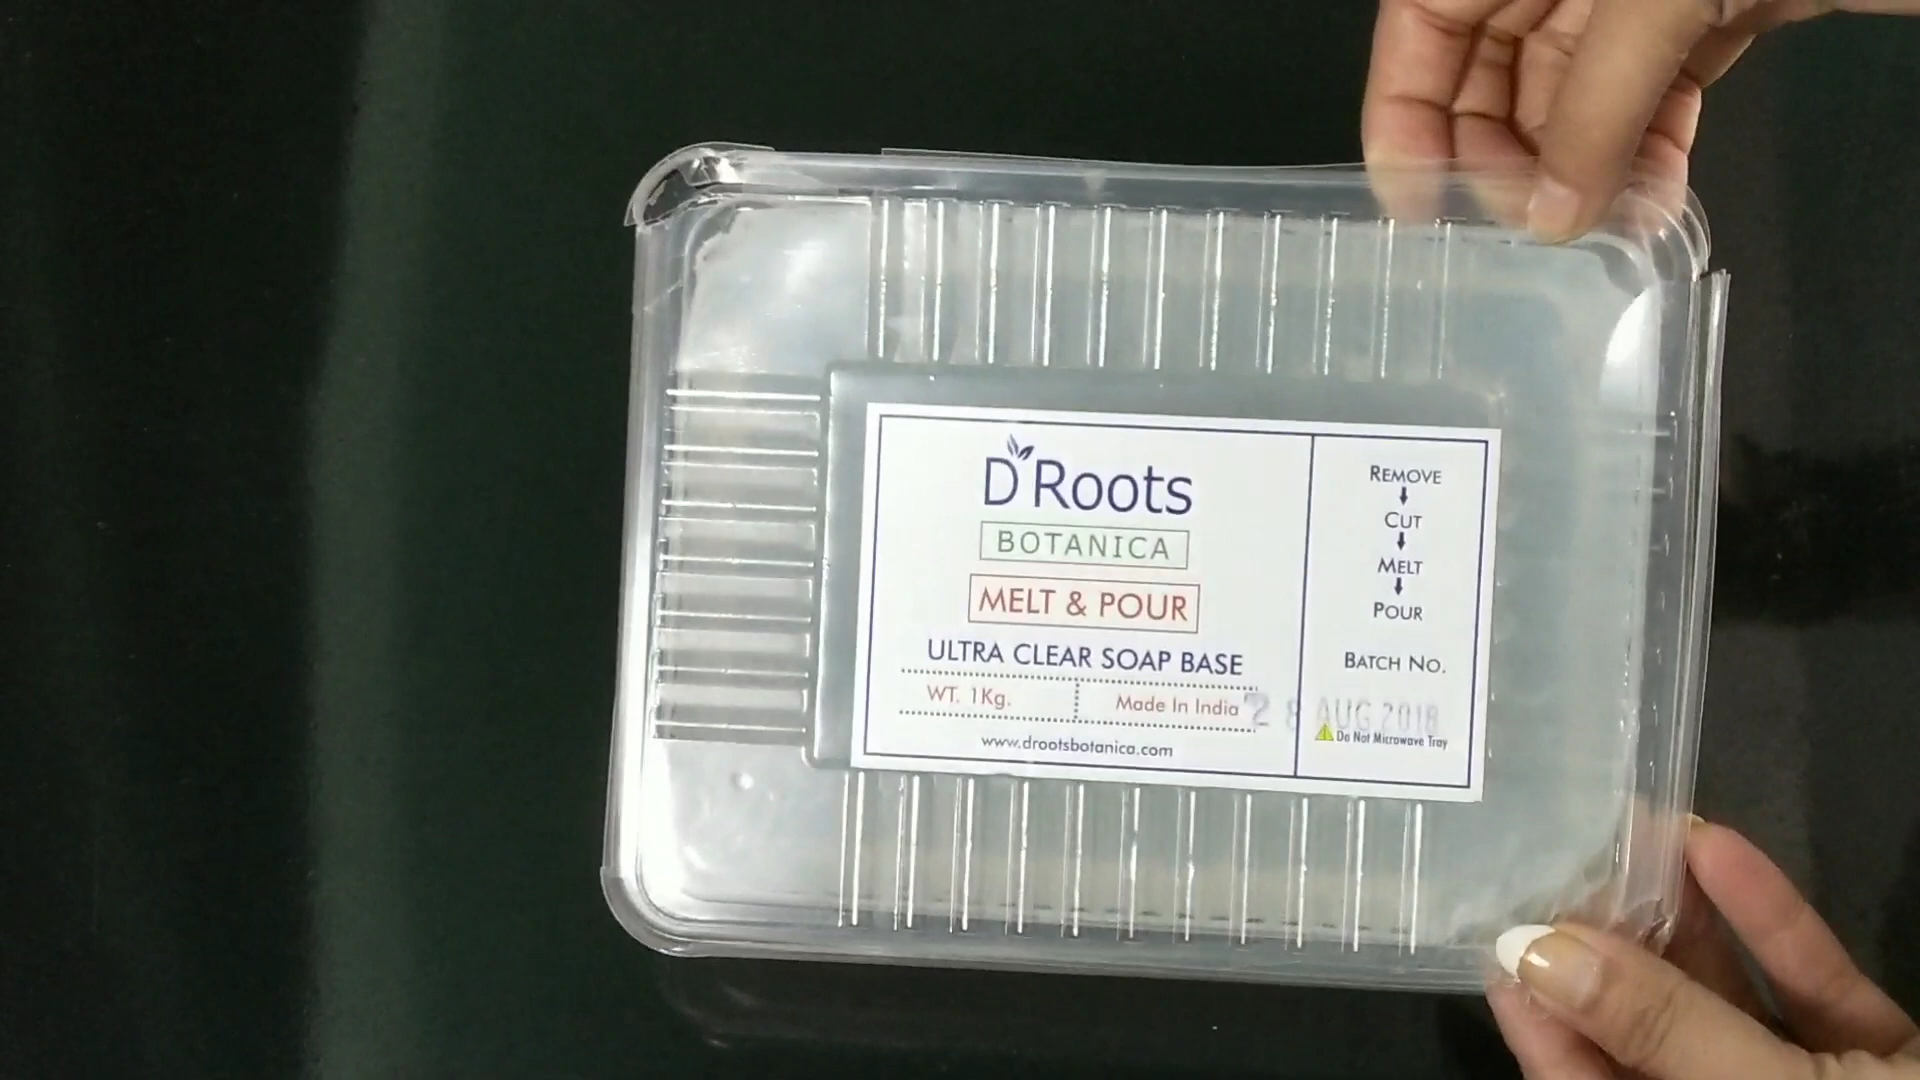 D'Roots
BOTANICA
MELT & POUR
ULTRA CLEAR SOAP BASE
WT. 1Kg.
Made In India
www.drootsbotanica.com
REMOVE
CUT
MELT
POUR
BATCH NO.
28 AUG 2018
Do Not Microwave Tray